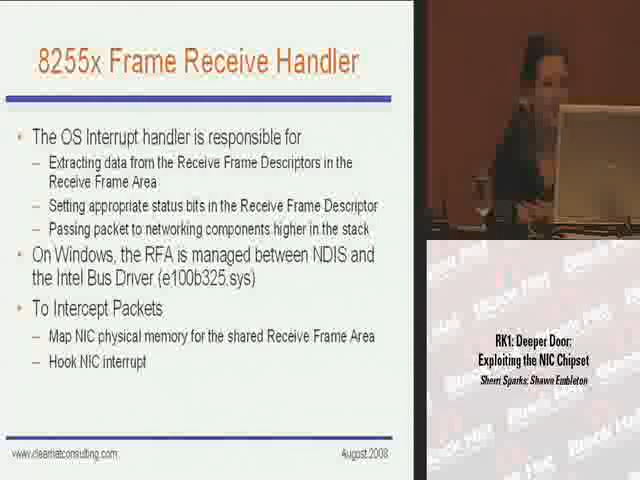 8255x Frame Receive Handler
• The OS Interrupt handler is responsible for
– Extracting data from the Receive Frame Descriptors in the
Receive Frame Area
– Setting appropriate status bits in the Receive Frame Descriptor
– Passing packet to networking components higher in the stack
• On Windows, the RFA is managed between NDIS and
the Intel Bus Driver (e100b325.sys)
• To Intercept Packets
– Map NIC physical memory for the shared Receive Frame Area
– Hook NIC interrupt
www.clearhatconsulting.com
August 2008
RK1: Deeper Door:
Exploiting the NIC Chipset
Sherri Sparks; Shawn Embleton